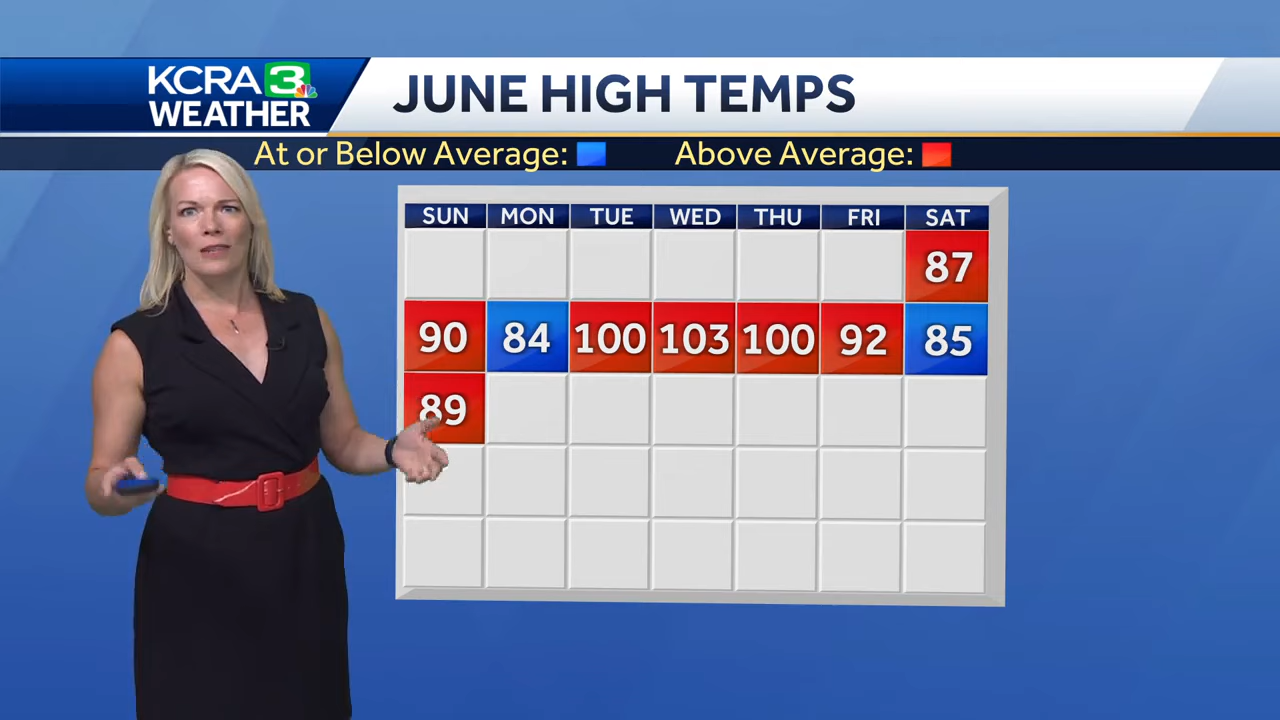 KCRA 3
WEATHER
JUNE HIGH TEMPS
At or Below Average: Above Average:
SUN MON TUE WED THU FRI SAT
87
90 84 100 103 100 92 85
89